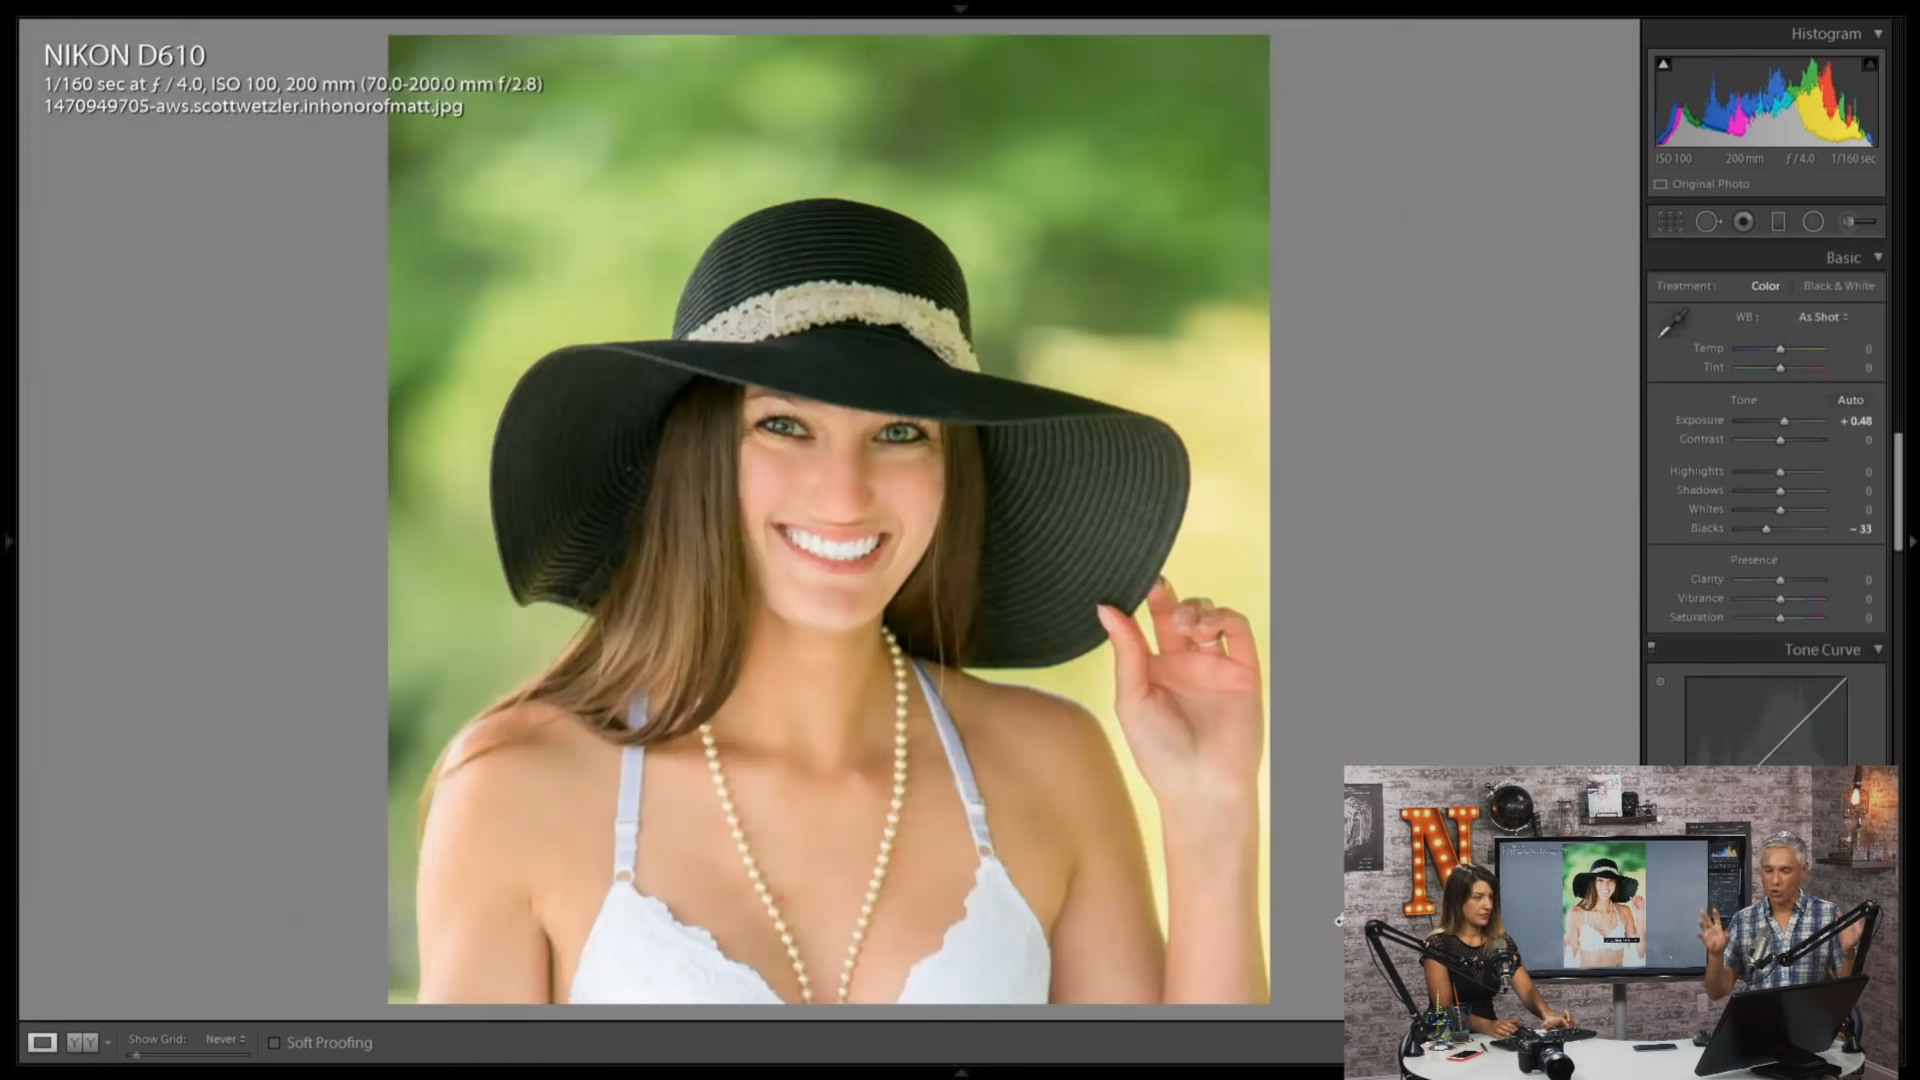 NIKON D610
1/160 sec at ƒ / 4.0, ISO 100, 200 mm (70.0-200.0 mm f/2.8)
1470949705-aws.scottwetzler.inhonorofmatt.jpg
Histogram
ISO 100 200 mm ƒ / 4.0 1/160 sec
Original Photo
Basic
Treatment : Color Black & White
WB : As Shot
Temp 0
Tint 0
Tone Auto
Exposure + 0.48
Contrast 0
Highlights 0
Shadows 0
Whites 0
Blacks – 33
Presence
Clarity 0
Vibrance 0
Saturation 0
Tone Curve
N
Y Y
Show Grid: Never
Soft Proofing